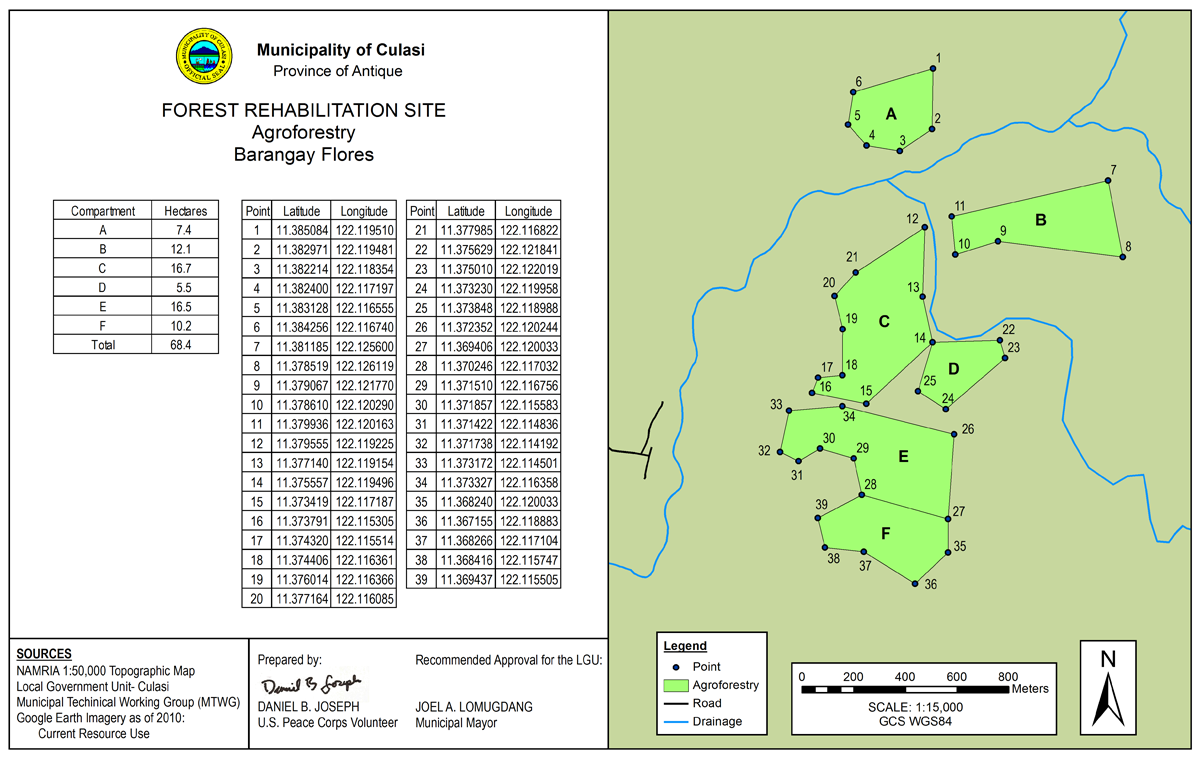 MUNICIPALITY OF CULASI
OFFICIAL SEAL
Municipality of Culasi
Province of Antique
FOREST REHABILITATION SITE
Agroforestry
Barangay Flores
Compartment Hectares
A 7.4
B 12.1
C 16.7
D 5.5
E 16.5
F 10.2
Total 68.4
Point Latitude Longitude
1 11.385084 122.119510
2 11.382971 122.119481
3 11.382214 122.118354
4 11.382400 122.117197
5 11.383128 122.116555
6 11.384256 122.116740
7 11.381185 122.125600
8 11.378519 122.126119
9 11.379067 122.121770
10 11.378610 122.120290
11 11.379936 122.120163
12 11.379555 122.119225
13 11.377140 122.119154
14 11.375557 122.119496
15 11.373419 122.117187
16 11.373791 122.115305
17 11.374320 122.115514
18 11.374406 122.116361
19 11.376014 122.116366
20 11.377164 122.116085
Point Latitude Longitude
21 11.377985 122.116822
22 11.375629 122.121841
23 11.375010 122.122019
24 11.373230 122.119958
25 11.373848 122.118988
26 11.372352 122.120244
27 11.369406 122.120033
28 11.370246 122.117032
29 11.371510 122.116756
30 11.371857 122.115583
31 11.371422 122.114836
32 11.371738 122.114192
33 11.373172 122.114501
34 11.373327 122.116358
35 11.368240 122.120033
36 11.367155 122.118883
37 11.368266 122.117104
38 11.368416 122.115747
39 11.369437 122.115505
SOURCES
NAMRIA 1:50,000 Topographic Map
Local Government Unit- Culasi
Municipal Techinical Working Group (MTWG)
Google Earth Imagery as of 2010:
Current Resource Use
Prepared by:
Daniel B Joseph
DANIEL B. JOSEPH
U.S. Peace Corps Volunteer
Recommended Approval for the LGU:
JOEL A. LOMUGDANG
Municipal Mayor
1
6
A
5
2
4
3
7
11
B
12
9
10
8
21
20
13
19
C
14
22
23
18
17
D
16
15
25
24
33
34
26
32
30
29
E
31
28
39
27
F
38
37
35
36
Legend
Point
Agroforestry
Road
Drainage
0 200 400 600 800
Meters
SCALE: 1:15,000
GCS WGS84
N